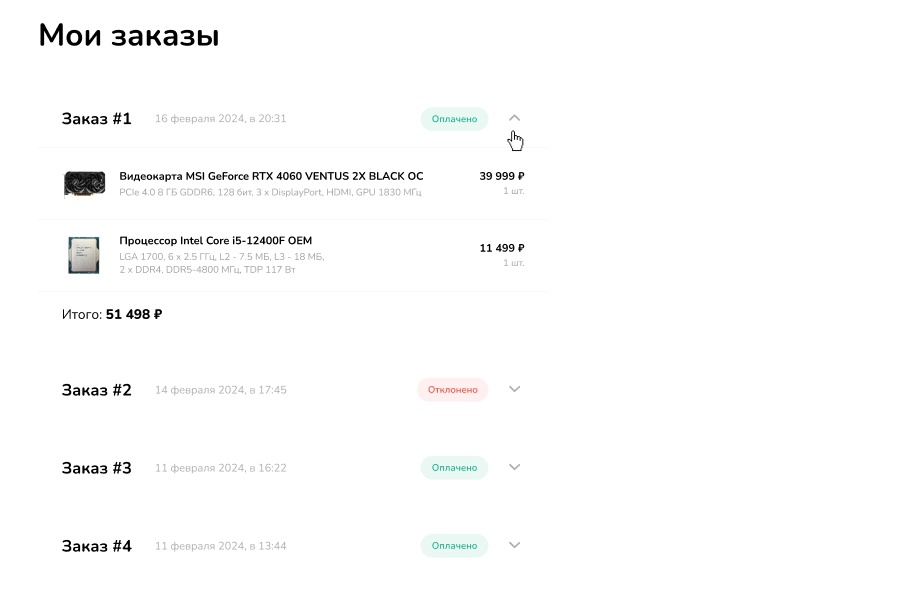 Мои заказы
Заказ #1 16 февраля 2024, в 20:31 Оплачено
Видеокарта MSI GeForce RTX 4060 VENTUS 2X BLACK OC 39 999 ₽
PCIe 4.0 8 ГБ GDDR6, 128 бит, 3 x DisplayPort, HDMI, GPU 1830 МГц 1 шт.
Процессор Intel Core i5-12400F OEM 11 499 ₽
LGA 1700, 6 x 2.5 ГГц, L2 - 7.5 МБ, L3 - 18 МБ, 1 шт.
2 x DDR4, DDR5-4800 МГц, TDP 117 Вт
Итого: 51 498 ₽
Заказ #2 14 февраля 2024, в 17:45 Отклонено
Заказ #3 11 февраля 2024, в 16:22 Оплачено
Заказ #4 11 февраля 2024, в 13:44 Оплачено